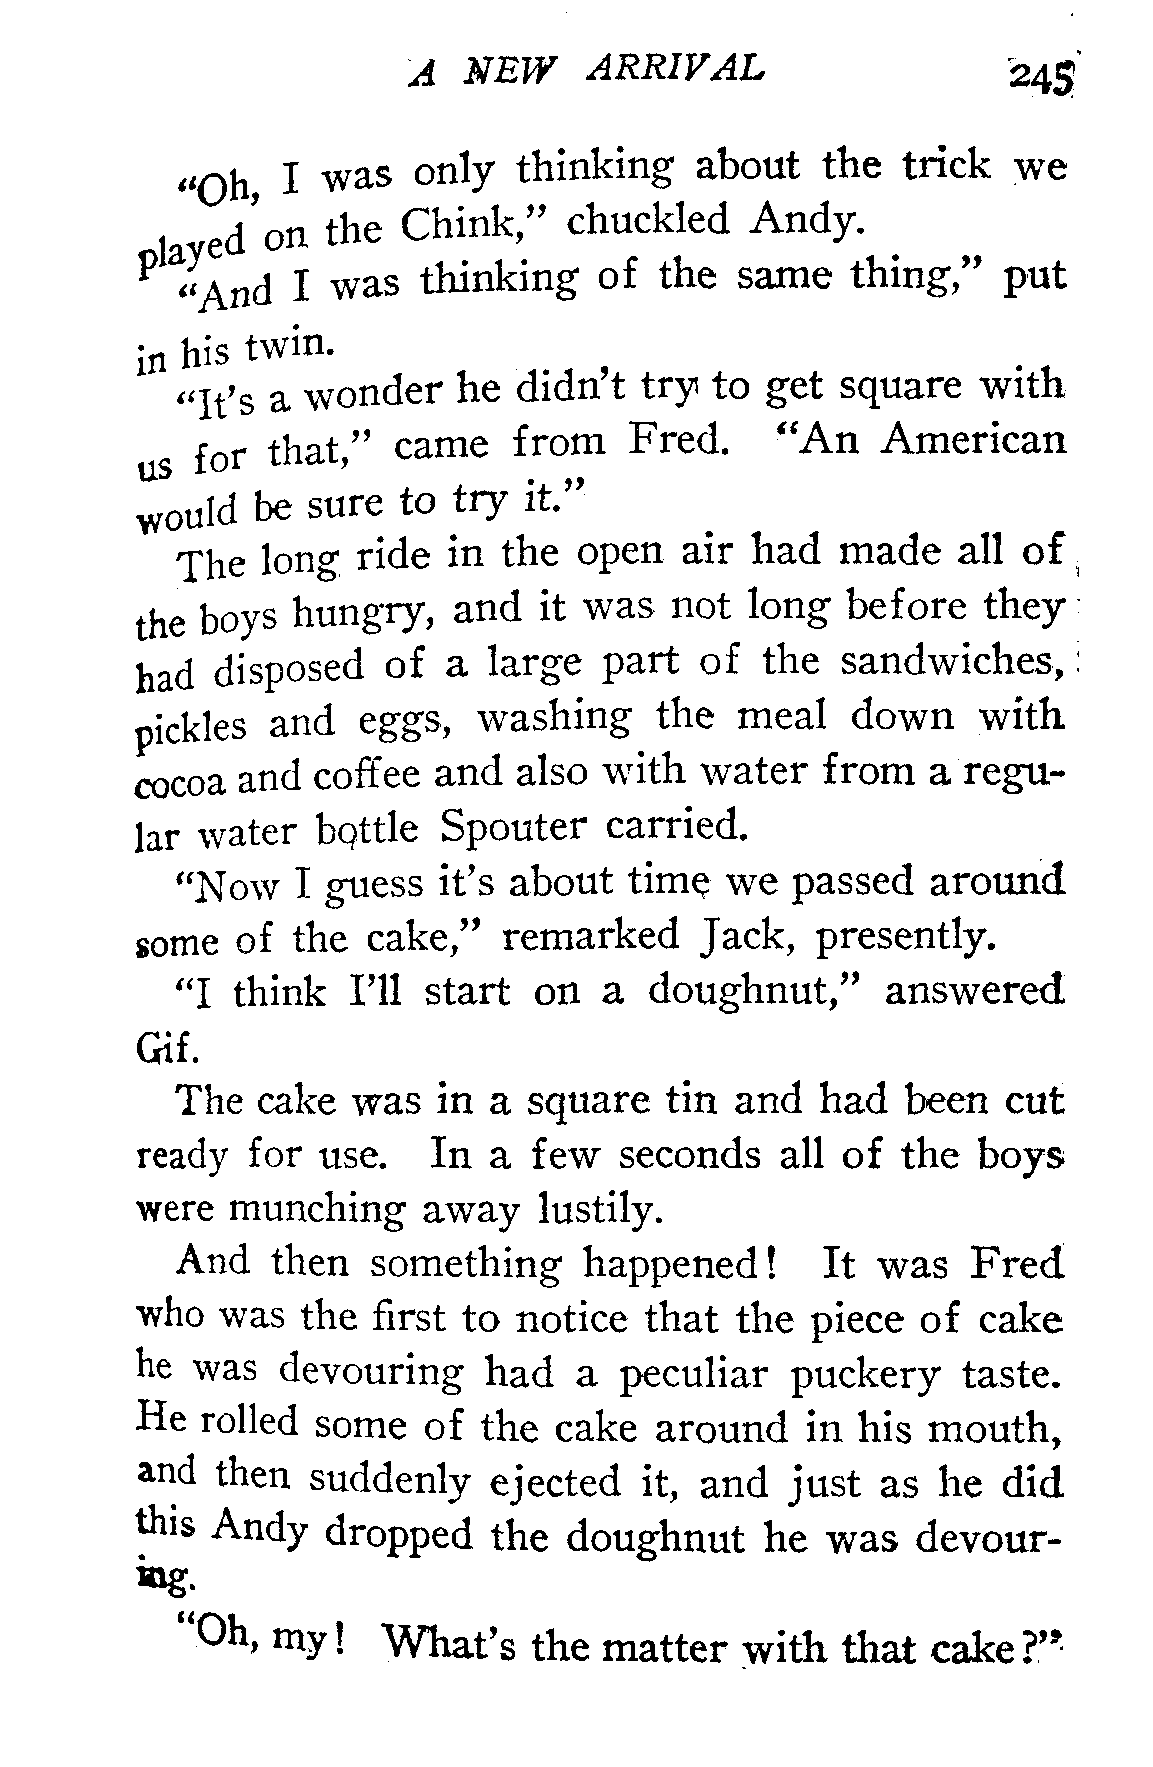 A NEW ARRIVAL 245
“Oh, I was only thinking about the trick we
played on the Chink,” chuckled Andy.
“And I was thinking of the same thing,” put
in his twin.
“It’s a wonder he didn’t try to get square with
us for that,” came from Fred. “An American
would be sure to try it.”
The long ride in the open air had made all of
the boys hungry, and it was not long before they
had disposed of a large part of the sandwiches,
pickles and eggs, washing the meal down with
cocoa and coffee and also with water from a regu-
lar water bottle Spouter carried.
“Now I guess it’s about time we passed around
some of the cake,” remarked Jack, presently.
“I think I’ll start on a doughnut,” answered
Gif.
The cake was in a square tin and had been cut
ready for use. In a few seconds all of the boys
were munching away lustily.
And then something happened! It was Fred
who was the first to notice that the piece of cake
he was devouring had a peculiar puckery taste.
He rolled some of the cake around in his mouth,
and then suddenly ejected it, and just as he did
this Andy dropped the doughnut he was devour-
ing.
“Oh, my! What’s the matter with that cake?”